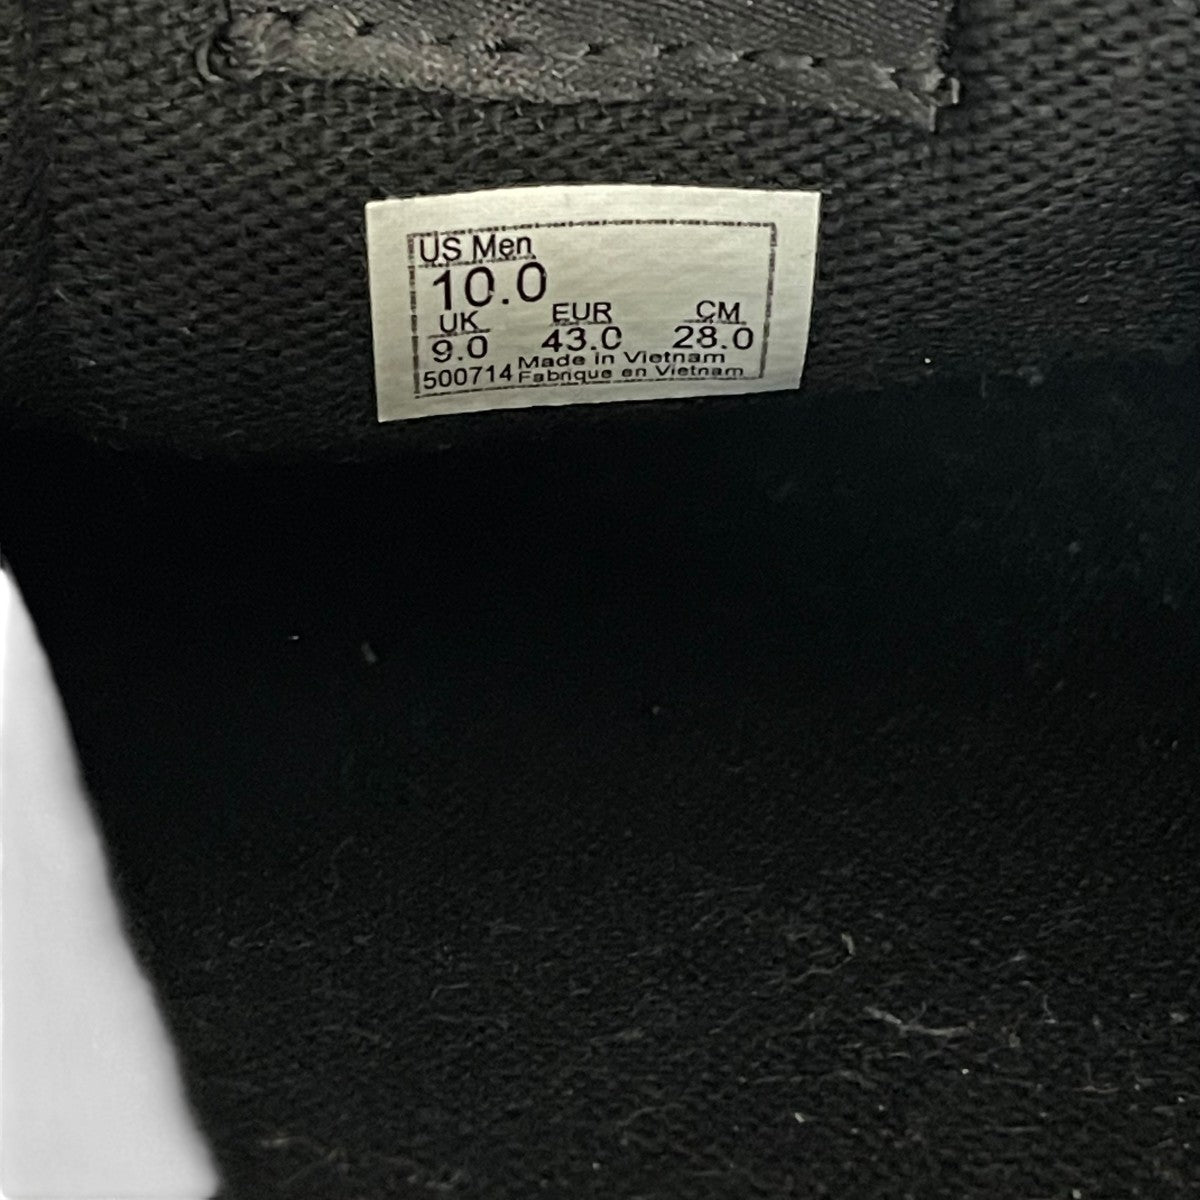 US Men
10.0
UK EUR CM
9.0 43.0 28.0
Made in Vietnam
500714 Fabrique en Vietnam